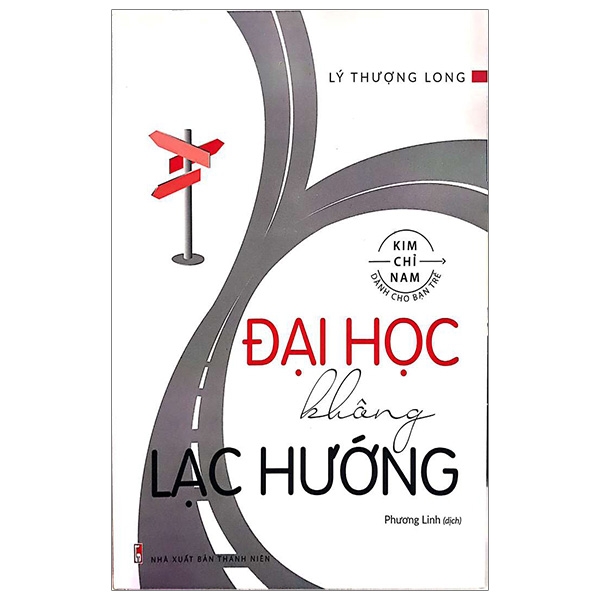 LÝ THƯỢNG LONG
KIM
CHỈ
NAM
DÀNH CHO BẠN TRẺ
ĐẠI HỌC
không
LẠC HƯỚNG
Phương Linh (dịch)
NHÀ XUẤT BẢN THANH NIÊN